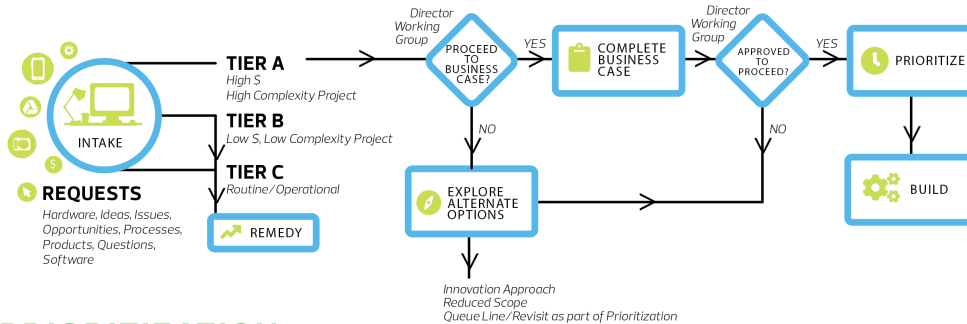 Director
Working
Group
PROCEED
TO
BUSINESS
CASE?
YES
COMPLETE
BUSINESS
CASE
Director
Working
Group
APPROVED
TO
PROCEED?
YES
PRIORITIZE
INTAKE
TIER A
High S
High Complexity Project
TIER B
Low S, Low Complexity Project
TIER C
Routine/Operational
REMEDY
$
REQUESTS
Hardware, Ideas, Issues,
Opportunities, Processes,
Products, Questions,
Software
NO
EXPLORE
ALTERNATE
OPTIONS
NO
BUILD
Innovation Approach
Reduced Scope
Queue Line/Revisit as part of Prioritization
PRIORITIZATION